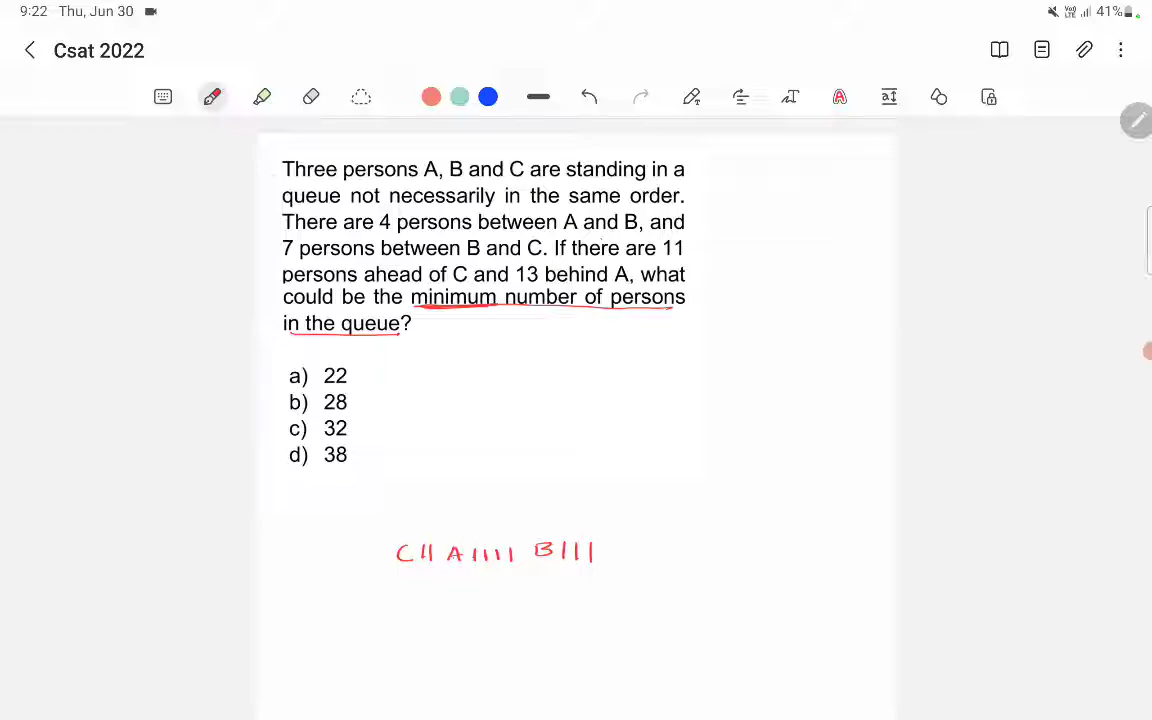 9:22 Thu, Jun 30
41%
Csat 2022
Three persons A, B and C are standing in a
queue not necessarily in the same order.
There are 4 persons between A and B, and
7 persons between B and C. If there are 11
persons ahead of C and 13 behind A, what
could be the minimum number of persons
in the queue?
a) 22
b) 28
c) 32
d) 38
C || A |||| B |||